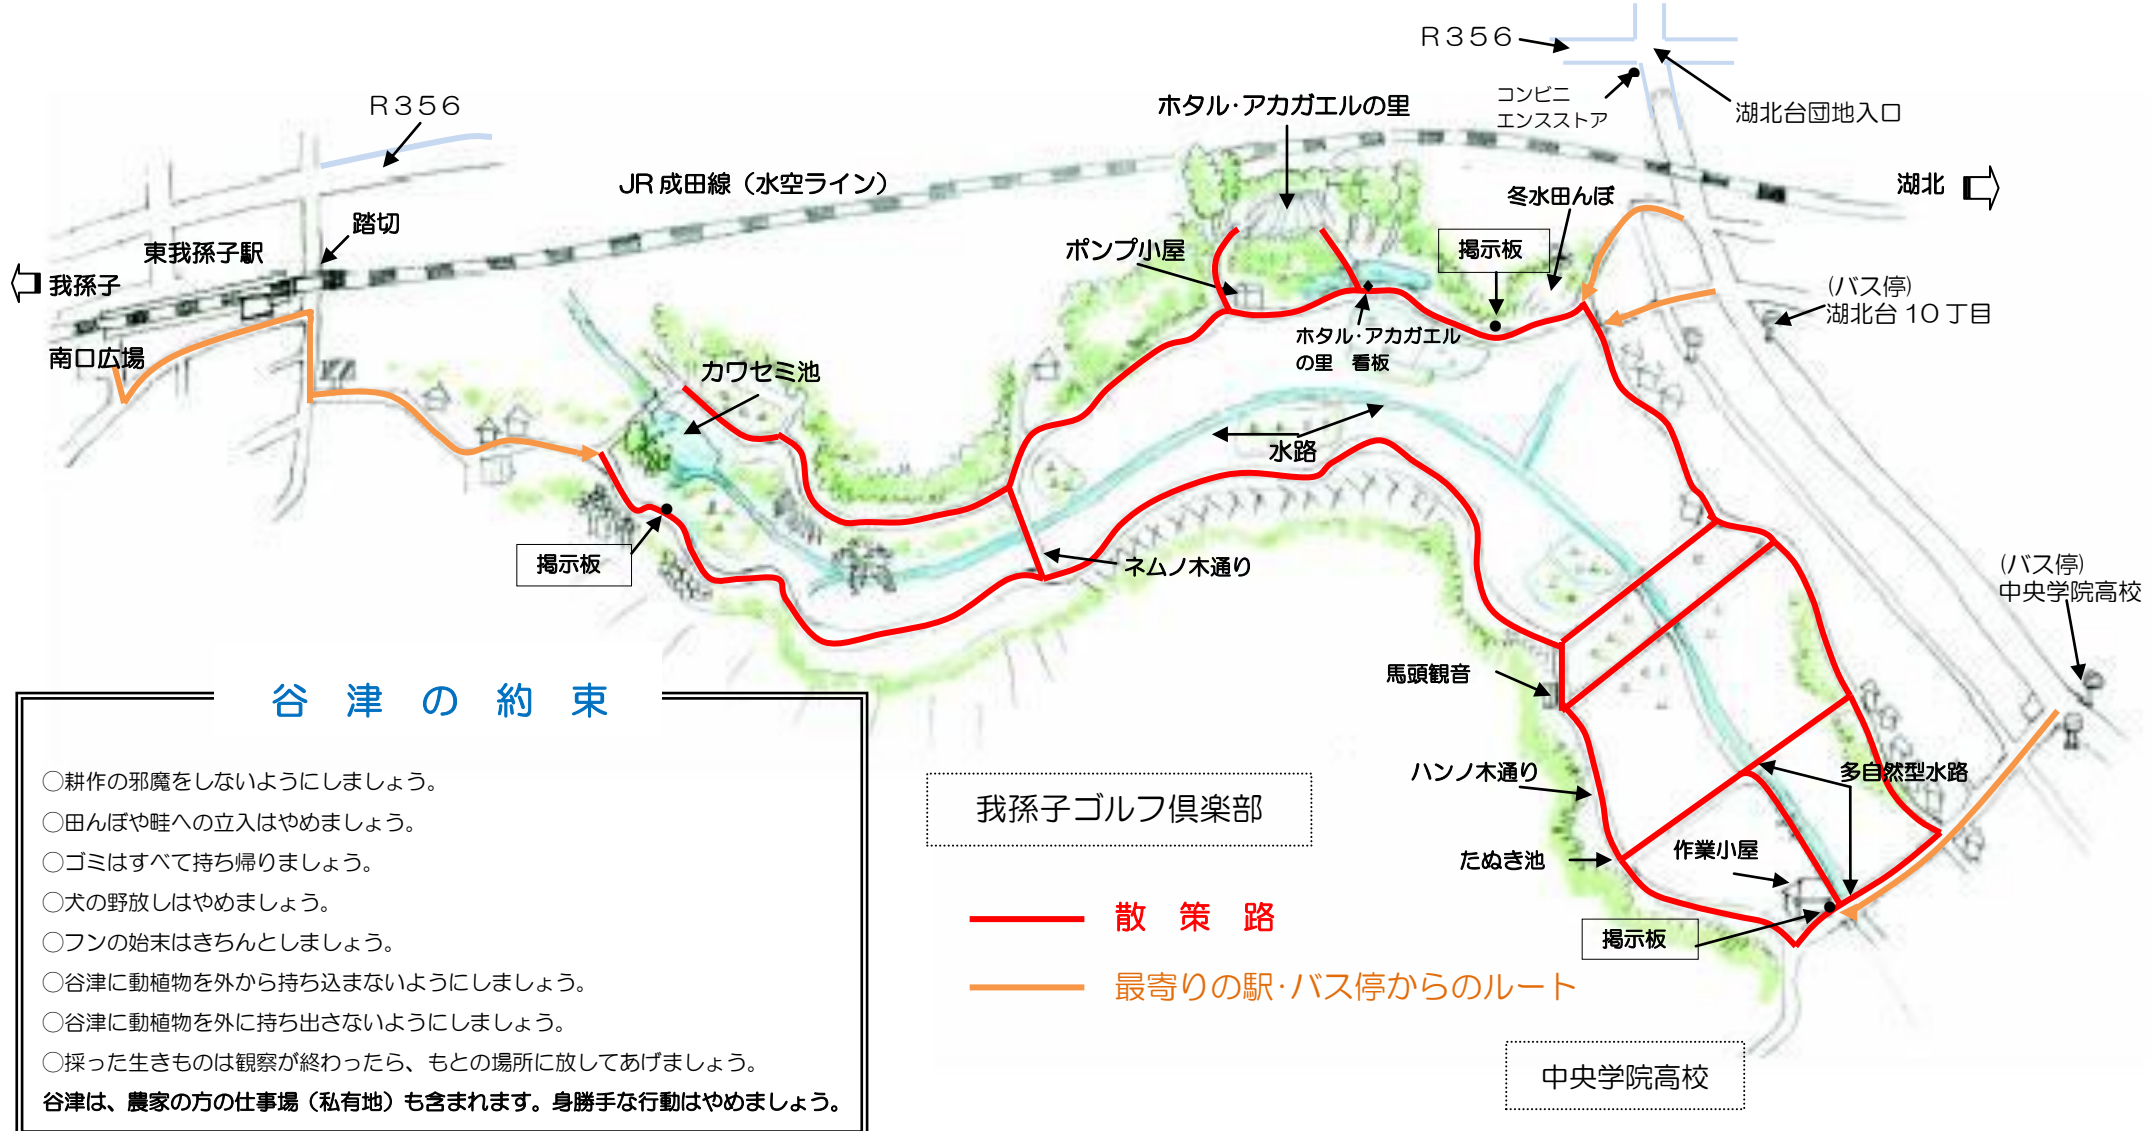 R356
R356
コンビニ
エンスストア
湖北台団地入口
ホタル･アカガエルの里
JR 成田線（水空ライン）
湖北
冬水田んぼ
踏切
東我孫子駅
我孫子
ポンプ小屋
掲示板
(バス停)
湖北台 10 丁目
南口広場
ホタル･アカガエル
の里　看板
カワセミ池
水路
掲示板
ネムノ木通り
(バス停)
中央学院高校
馬頭観音
ハンノ木通り
多自然型水路
たぬき池
作業小屋
掲示板
谷 津 の 約 束
○耕作の邪魔をしないようにしましょう。
○田んぼや畦への立入はやめましょう。
○ゴミはすべて持ち帰りましょう。
○犬の野放しはやめましょう。
○フンの始末はきちんとしましょう。
○谷津に動植物を外から持ち込まないようにしましょう。
○谷津に動植物を外に持ち出さないようにしましょう。
○採った生きものは観察が終わったら、もとの場所に放してあげましょう。
谷津は、農家の方の仕事場（私有地）も含まれます。身勝手な行動はやめましょう。
我孫子ゴルフ倶楽部
散 策 路
最寄りの駅･バス停からのルート
中央学院高校